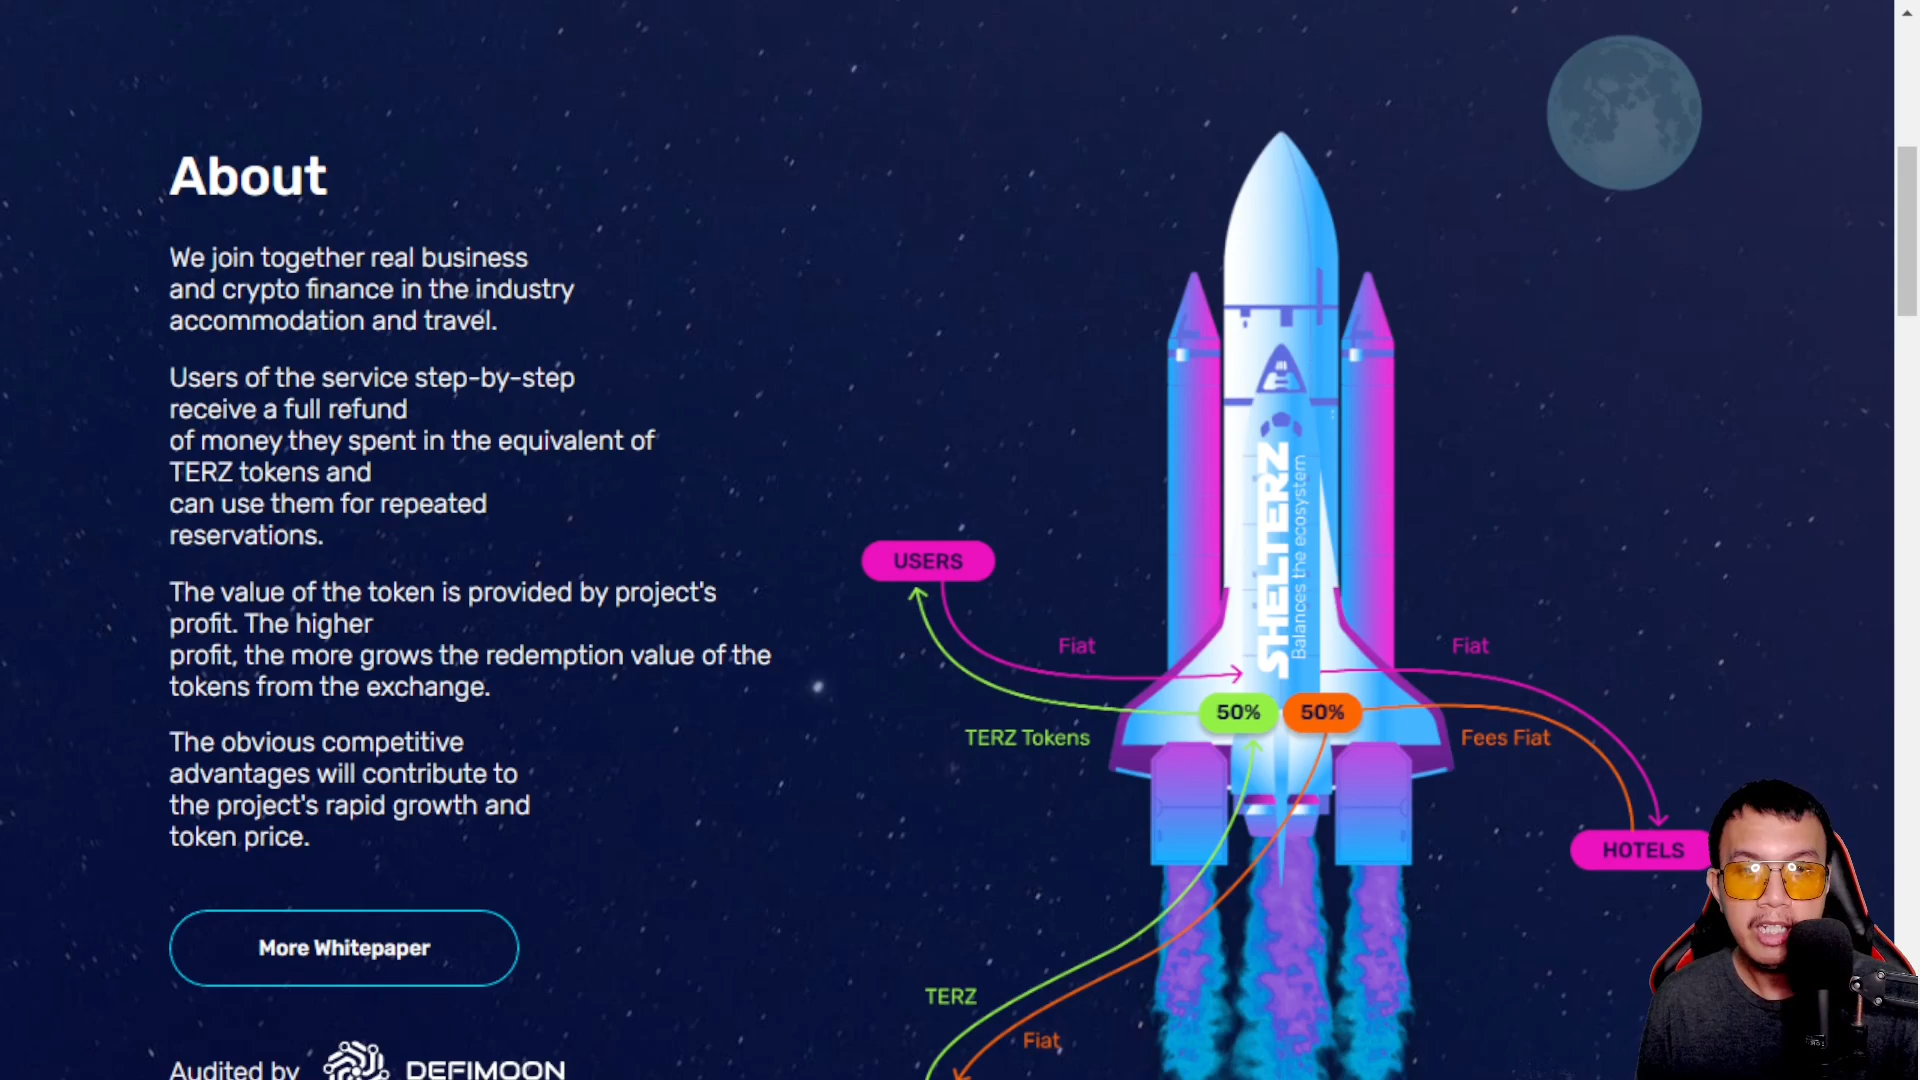 About
We join together real business
and crypto finance in the industry
accommodation and travel.
Users of the service step-by-step
receive a full refund
of money they spent in the equivalent of
TERZ tokens and
can use them for repeated
reservations.
The value of the token is provided by project's
profit. The higher
profit, the more grows the redemption value of the
tokens from the exchange.
The obvious competitive
advantages will contribute to
the project's rapid growth and
token price.
More Whitepaper
Audited by DEFIMOON
SHELTERZ
Balances the ecosystem
USERS
Fiat
Fiat
50%
50%
TERZ Tokens
Fees Fiat
HOTELS
TERZ
Fiat